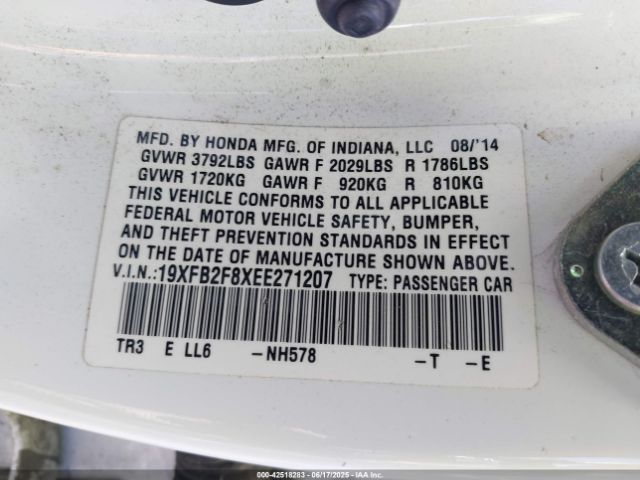 MFD. BY HONDA MFG. OF INDIANA, LLC 08/'14
GVWR 3792LBS GAWR F 2029LBS R 1786LBS
GVWR 1720KG GAWR F 920KG R 810KG
THIS VEHICLE CONFORMS TO ALL APPLICABLE
FEDERAL MOTOR VEHICLE SAFETY, BUMPER,
AND THEFT PREVENTION STANDARDS IN EFFECT
ON THE DATE OF MANUFACTURE SHOWN ABOVE.
V.I.N.:19XFB2F8XEE271207 TYPE: PASSENGER CAR
TR3 E LL6 -NH578 -T -E
© IAA - 42518283 - 06/17/2025 - IAAI.COM